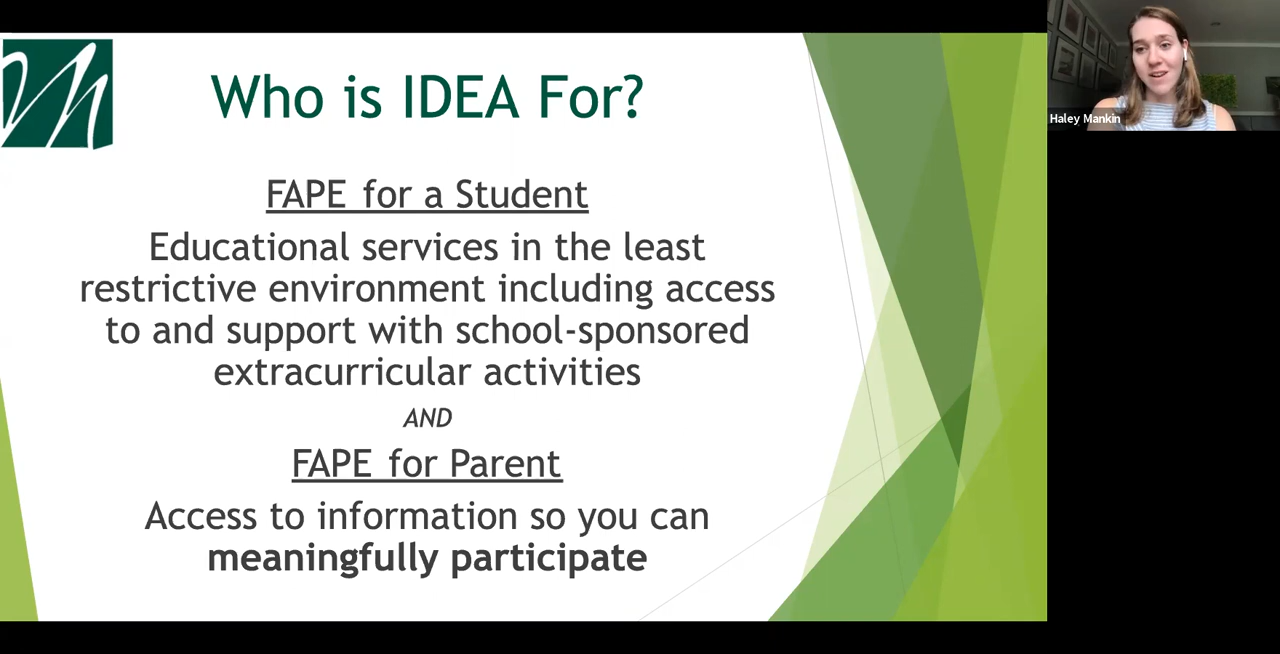 Who is IDEA For?
FAPE for a Student
Educational services in the least
restrictive environment including access
to and support with school-sponsored
extracurricular activities
AND
FAPE for Parent
Access to information so you can
meaningfully participate
Haley Mankin